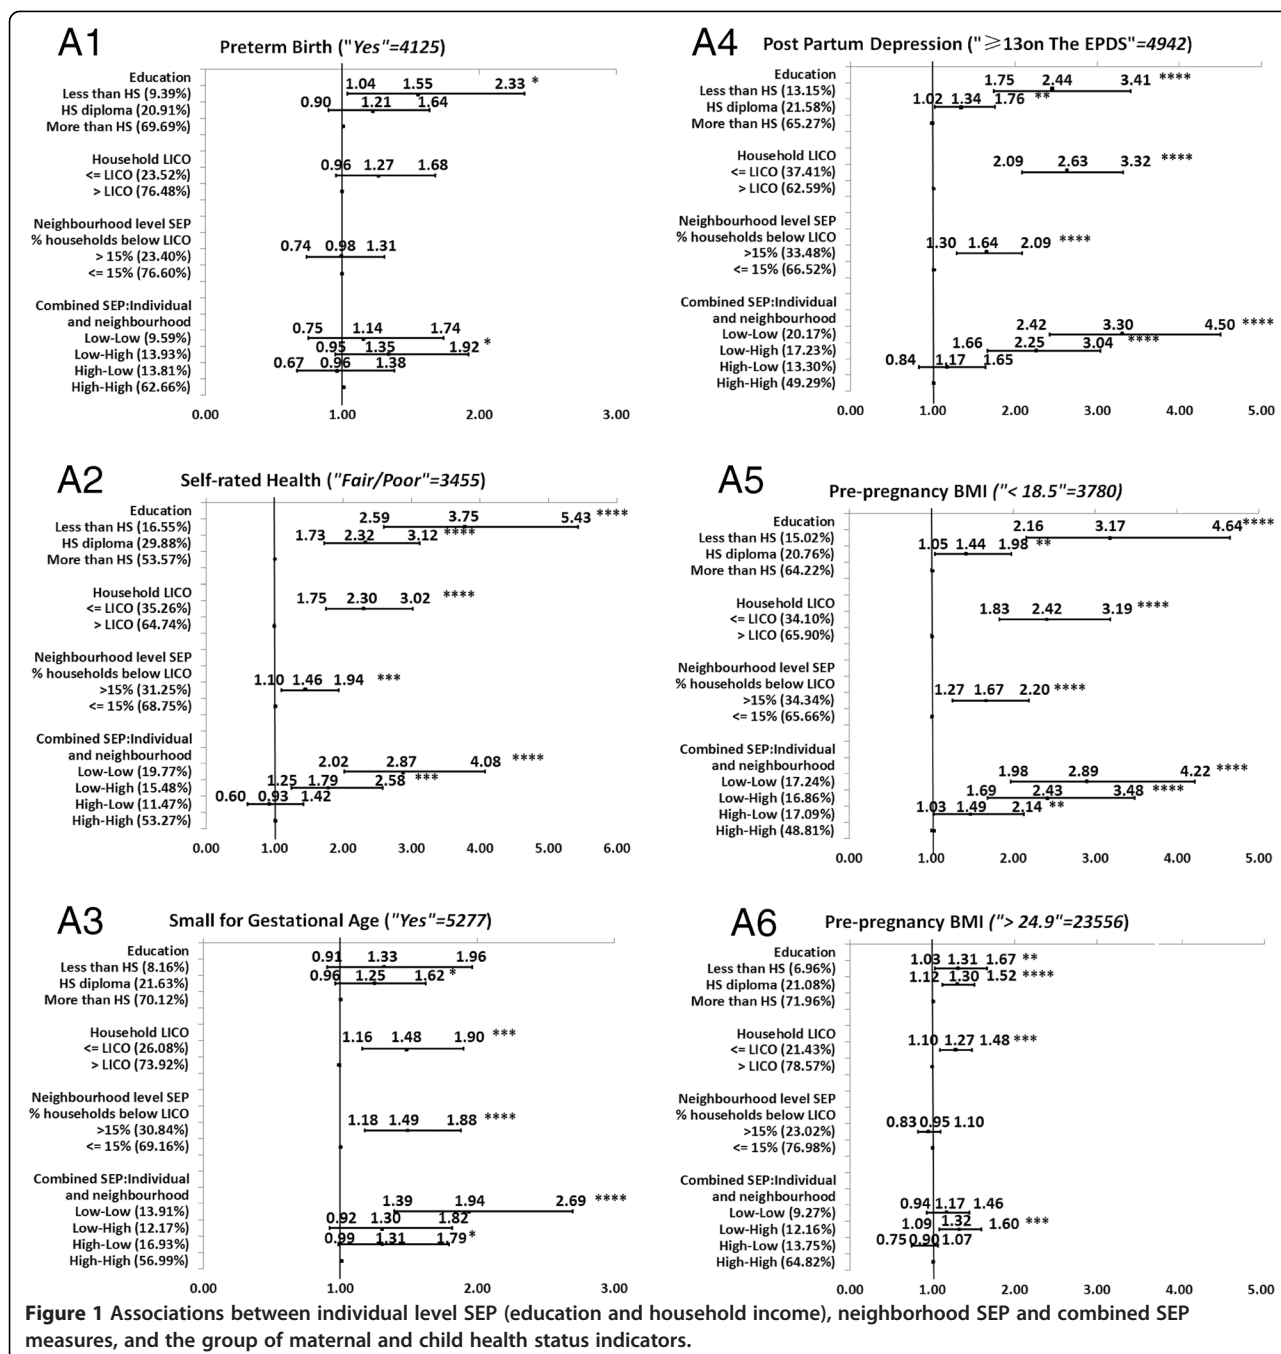 A1
Preterm Birth ("Yes"=4125)
Education
1.04 1.55 2.33 *
Less than HS (9.39%)
0.90 1.21 1.64
HS diploma (20.91%)
More than HS (69.69%)
Household LICO
0.96 1.27 1.68
<= LICO (23.52%)
> LICO (76.48%)
Neighbourhood level SEP
% households below LICO
0.74 0.98 1.31
> 15% (23.40%)
<= 15% (76.60%)
Combined SEP:Individual
and neighbourhood
0.75 1.14 1.74
Low-Low (9.59%)
0.95 1.35 1.92 *
Low-High (13.93%)
0.67 0.96 1.38
High-Low (13.81%)
High-High (62.66%)
0.00 1.00 2.00 3.00
A4
Post Partum Depression ("≥13on The EPDS"=4942)
Education
1.75 2.44 3.41 ****
Less than HS (13.15%)
1.02 1.34 1.76 **
HS diploma (21.58%)
More than HS (65.27%)
Household LICO
2.09 2.63 3.32 ****
<= LICO (37.41%)
> LICO (62.59%)
Neighbourhood level SEP
% households below LICO
1.30 1.64 2.09 ****
>15% (33.48%)
<= 15% (66.52%)
Combined SEP:Individual
and neighbourhood
2.42 3.30 4.50 ****
Low-Low (20.17%)
1.66 2.25 3.04 ****
Low-High (17.23%)
0.84 1.17 1.65
High-Low (13.30%)
High-High (49.29%)
0.00 1.00 2.00 3.00 4.00 5.00
A2
Self-rated Health ("Fair/Poor"=3455)
Education
2.59 3.75 5.43 ****
Less than HS (16.55%)
1.73 2.32 3.12 ****
HS diploma (29.88%)
More than HS (53.57%)
Household LICO
1.75 2.30 3.02 ****
<= LICO (35.26%)
> LICO (64.74%)
Neighbourhood level SEP
% households below LICO
1.10 1.46 1.94 ***
>15% (31.25%)
<= 15% (68.75%)
Combined SEP:Individual
and neighbourhood
2.02 2.87 4.08 ****
Low-Low (19.77%)
1.25 1.79 2.58 ***
Low-High (15.48%)
0.60 0.93 1.42
High-Low (11.47%)
High-High (53.27%)
0.00 1.00 2.00 3.00 4.00 5.00 6.00
A5
Pre-pregnancy BMI ("< 18.5"=3780)
Education
2.16 3.17 4.64 ****
Less than HS (15.02%)
1.05 1.44 1.98 **
HS diploma (20.76%)
More than HS (64.22%)
Household LICO
1.83 2.42 3.19 ****
<= LICO (34.10%)
> LICO (65.90%)
Neighbourhood level SEP
% households below LICO
1.27 1.67 2.20 ****
>15% (34.34%)
<= 15% (65.66%)
Combined SEP:Individual
and neighbourhood
1.98 2.89 4.22 ****
Low-Low (17.24%)
1.69 2.43 3.48 ****
Low-High (16.86%)
1.03 1.49 2.14 **
High-Low (17.09%)
High-High (48.81%)
0.00 1.00 2.00 3.00 4.00 5.00
A3
Small for Gestational Age ("Yes"=5277)
Education
0.91 1.33 1.96
Less than HS (8.16%)
0.96 1.25 1.62 *
HS diploma (21.63%)
More than HS (70.12%)
Household LICO
1.16 1.48 1.90 ***
<= LICO (26.08%)
> LICO (73.92%)
Neighbourhood level SEP
% households below LICO
1.18 1.49 1.88 ****
>15% (30.84%)
<= 15% (69.16%)
Combined SEP:Individual
and neighbourhood
1.39 1.94 2.69 ****
Low-Low (13.91%)
0.92 1.30 1.82
Low-High (12.17%)
0.99 1.31 1.79 *
High-Low (16.93%)
High-High (56.99%)
0.00 1.00 2.00 3.00
A6
Pre-pregnancy BMI ("> 24.9"=23556)
Education
1.03 1.31 1.67 **
Less than HS (6.96%)
1.12 1.30 1.52 ****
HS diploma (21.08%)
More than HS (71.96%)
Household LICO
1.10 1.27 1.48 ***
<= LICO (21.43%)
> LICO (78.57%)
Neighbourhood level SEP
% households below LICO
0.83 0.95 1.10
>15% (23.02%)
<= 15% (76.98%)
Combined SEP:Individual
and neighbourhood
0.94 1.17 1.46
Low-Low (9.27%)
1.09 1.32 1.60 ***
Low-High (12.16%)
0.75 0.90 1.07
High-Low (13.75%)
High-High (64.82%)
0.00 1.00 2.00 3.00 4.00 5.00
Figure 1 Associations between individual level SEP (education and household income), neighborhood SEP and combined SEP
measures, and the group of maternal and child health status indicators.